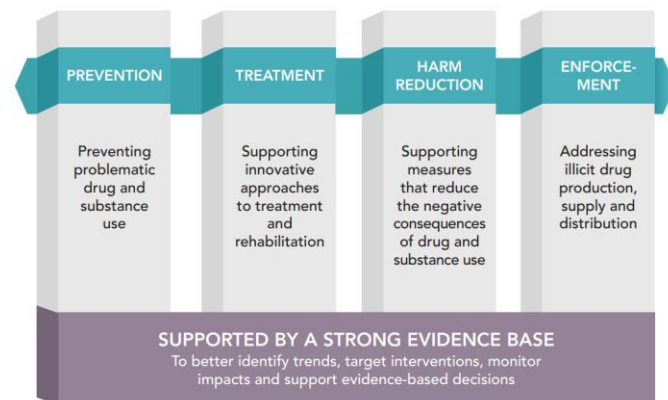 PREVENTION
Preventing
problematic
drug and
substance
use
TREATMENT
Supporting
innovative
approaches
to treatment
and
rehabilitation
HARM
REDUCTION
Supporting
measures
that reduce
the negative
consequences
of drug and
substance use
ENFORCE-
MENT
Addressing
illicit drug
production,
supply and
distribution
SUPPORTED BY A STRONG EVIDENCE BASE
To better identify trends, target interventions, monitor
impacts and support evidence-based decisions